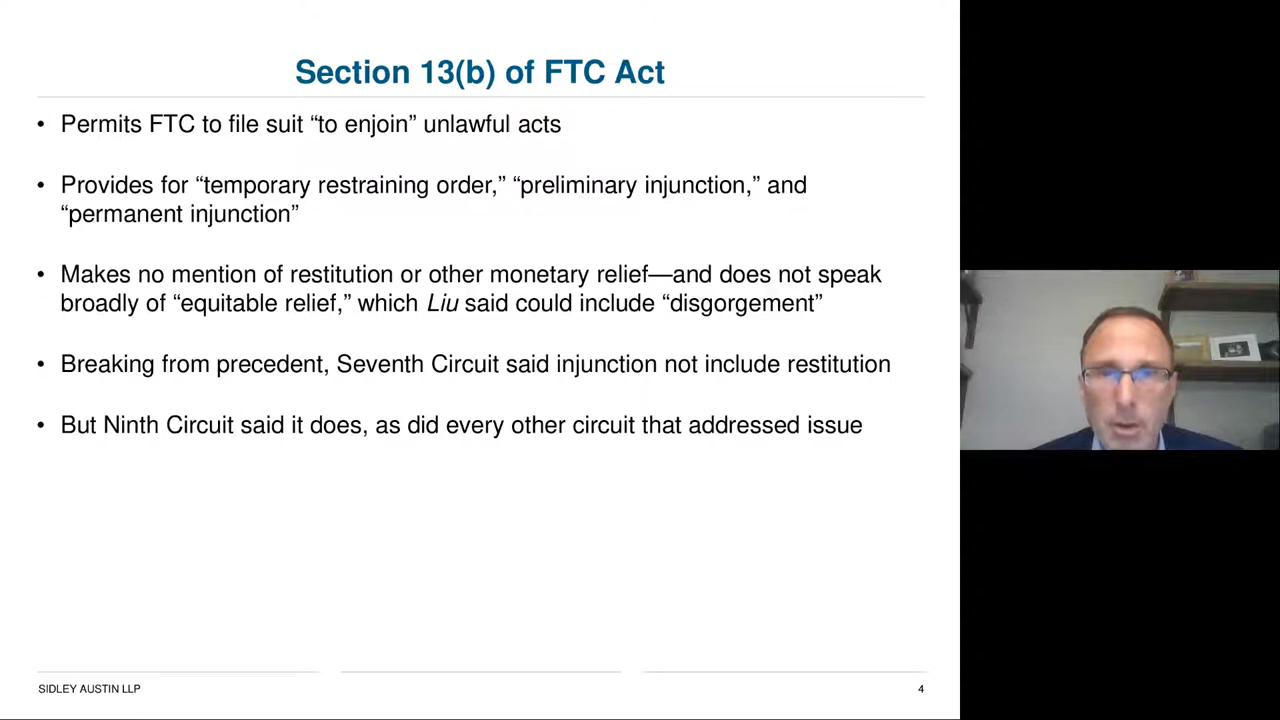 Section 13(b) of FTC Act
• Permits FTC to file suit “to enjoin” unlawful acts
• Provides for “temporary restraining order,” “preliminary injunction,” and
“permanent injunction”
• Makes no mention of restitution or other monetary relief—and does not speak
broadly of “equitable relief,” which Liu said could include “disgorgement”
• Breaking from precedent, Seventh Circuit said injunction not include restitution
• But Ninth Circuit said it does, as did every other circuit that addressed issue
SIDLEY AUSTIN LLP
4